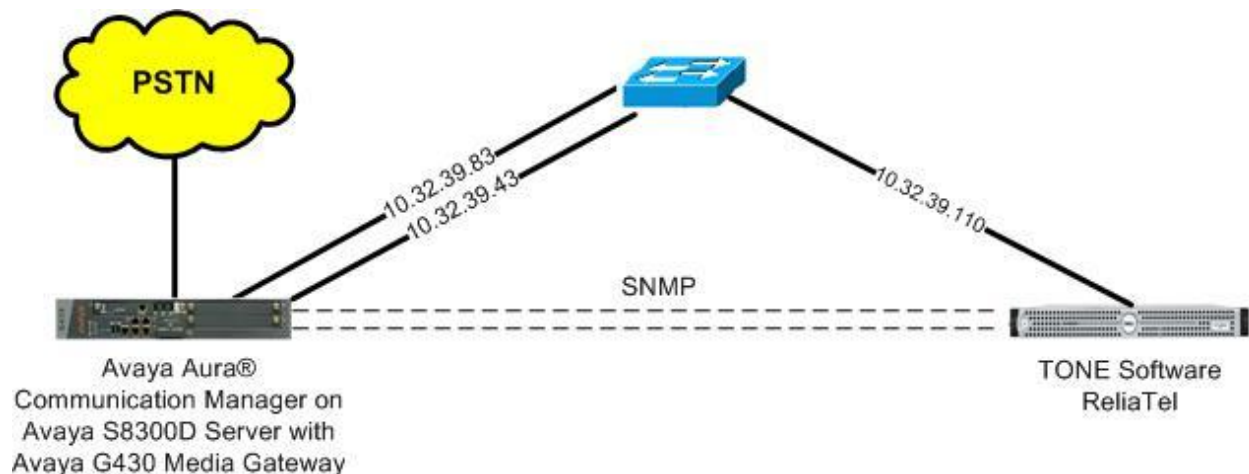 PSTN
10.32.39.83
10.32.39.43
10.32.39.110
SNMP
Avaya Aura®
Communication Manager on
Avaya S8300D Server with
Avaya G430 Media Gateway
TONE Software
ReliaTel